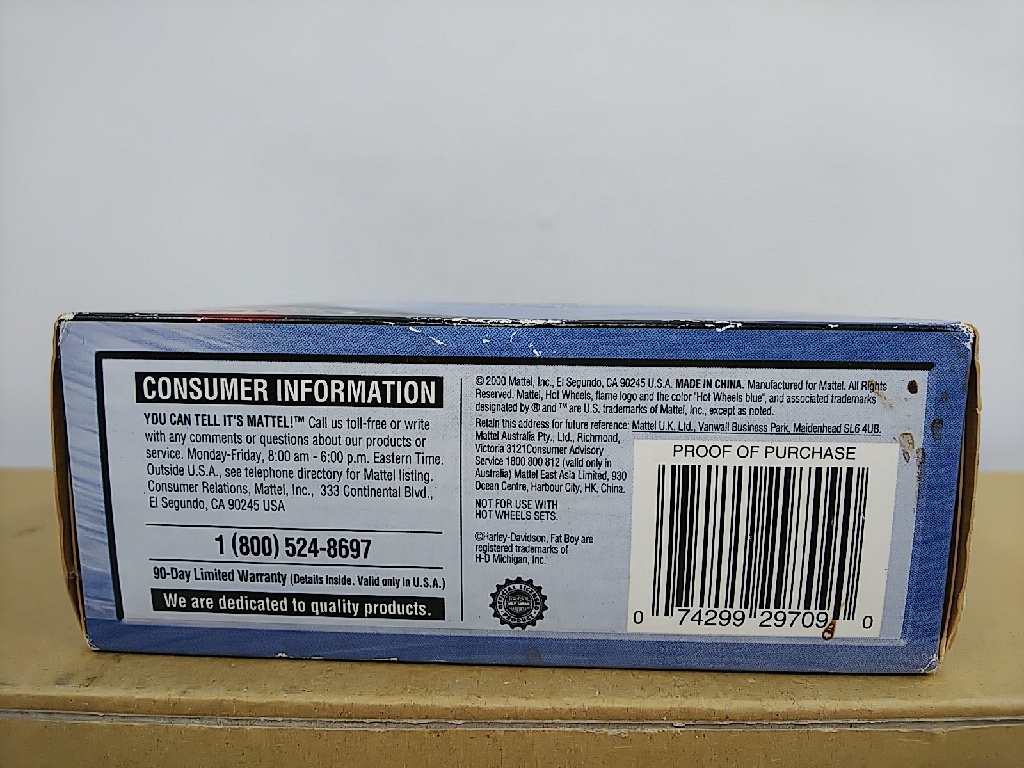 CONSUMER INFORMATION
YOU CAN TELL IT'S MATTEL!™ Call us toll-free or write
with any comments or questions about our products or
service. Monday-Friday, 8:00 am - 6:00 p.m. Eastern Time.
Outside U.S.A., see telephone directory for Mattel listing.
Consumer Relations, Mattel, Inc., 333 Continental Blvd.,
El Segundo, CA 90245 USA
1 (800) 524-8697
90-Day Limited Warranty (Details Inside, Valid only in U.S.A.)
We are dedicated to quality products.
© 2000 Mattel, Inc., El Segundo, CA 90245 U.S.A. MADE IN CHINA. Manufactured for Mattel. All Rights
Reserved. Mattel, Hot Wheels, flame logo and the color "Hot Wheels blue", and associated trademarks
designated by ® and ™ are U.S. trademarks of Mattel, Inc., except as noted.
Retain this address for future reference: Mattel U.K. Ltd., Vanwall Business Park, Maidenhead SL6 4UB.
Mattel Australia Pty., Ltd., Richmond,
Victoria 3121Consumer Advisory
Service 1800 800 812 (valid only in
Australia) Mattel East Asia Limited, 930
Ocean Centre, Harbour City, HK, China.
NOT FOR USE WITH
HOT WHEELS SETS.
©Harley-Davidson, Fat Boy are
registered trademarks of
H-D Michigan, Inc.
PROOF OF PURCHASE
0 74299 29709 0